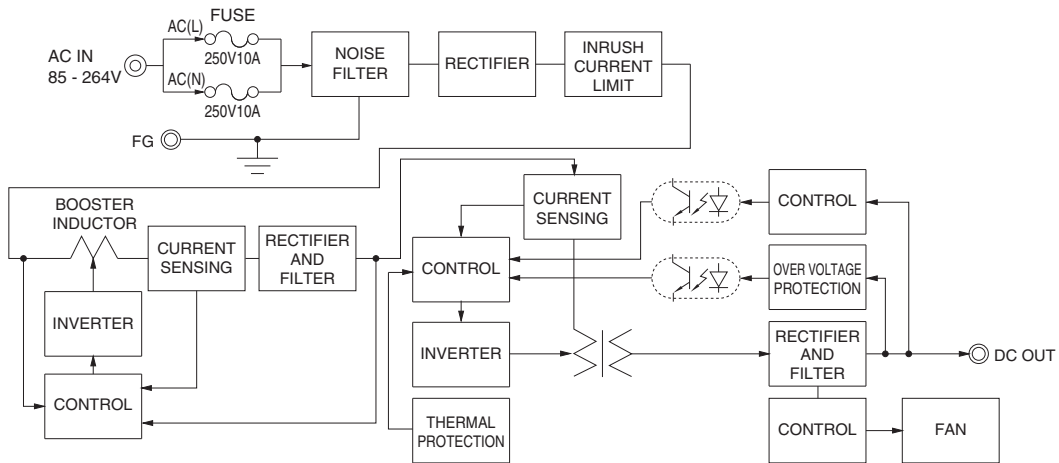 FUSE
AC(L)
250V10A
AC IN
85 - 264V
AC(N)
250V10A
NOISE
FILTER
RECTIFIER
INRUSH
CURRENT
LIMIT
FG
BOOSTER
INDUCTOR
CURRENT
SENSING
RECTIFIER
AND
FILTER
INVERTER
CONTROL
CURRENT
SENSING
CONTROL
INVERTER
THERMAL
PROTECTION
CONTROL
OVER VOLTAGE
PROTECTION
RECTIFIER
AND
FILTER
DC OUT
CONTROL
FAN